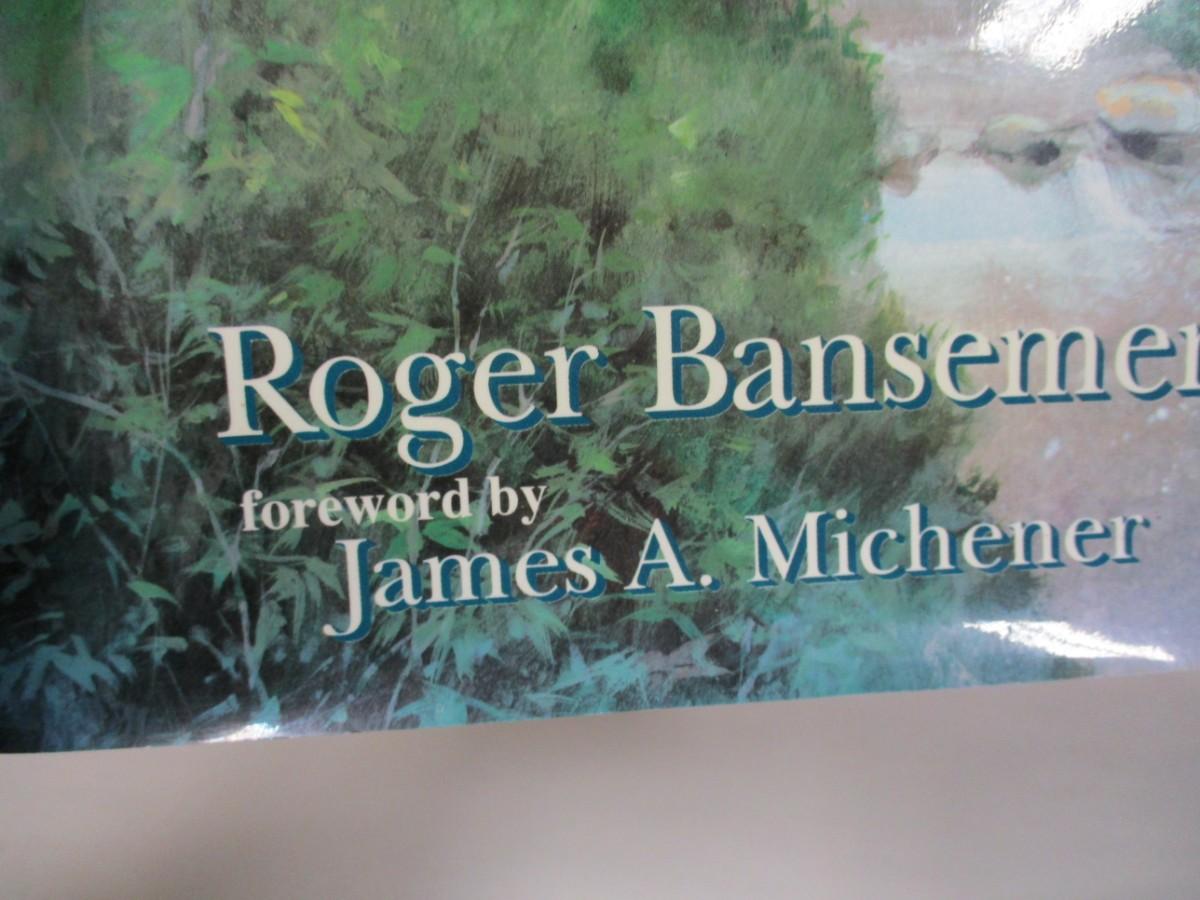 Roger Bansemer
foreword by
James A. Michener